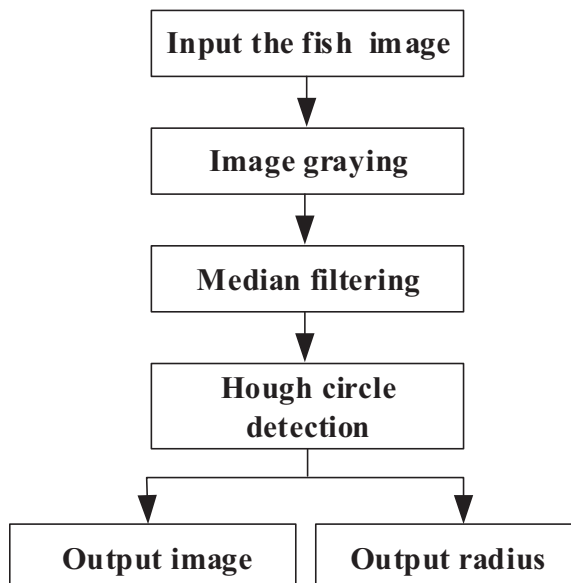 Input the fish image
Image graying
Median filtering
Hough circle
detection
Output image
Output radius